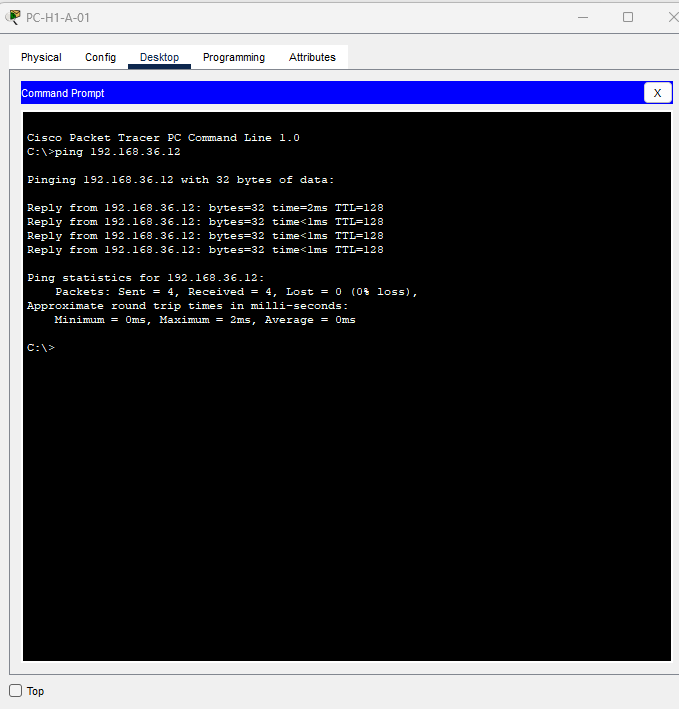 PC-H1-A-01
Physical Config Desktop Programming Attributes
Command Prompt
X
Cisco Packet Tracer PC Command Line 1.0
C:\>ping 192.168.36.12
Pinging 192.168.36.12 with 32 bytes of data:
Reply from 192.168.36.12: bytes=32 time=2ms TTL=128
Reply from 192.168.36.12: bytes=32 time<1ms TTL=128
Reply from 192.168.36.12: bytes=32 time<1ms TTL=128
Reply from 192.168.36.12: bytes=32 time<1ms TTL=128
Ping statistics for 192.168.36.12:
    Packets: Sent = 4, Received = 4, Lost = 0 (0% loss),
Approximate round trip times in milli-seconds:
    Minimum = 0ms, Maximum = 2ms, Average = 0ms
C:\>
Top